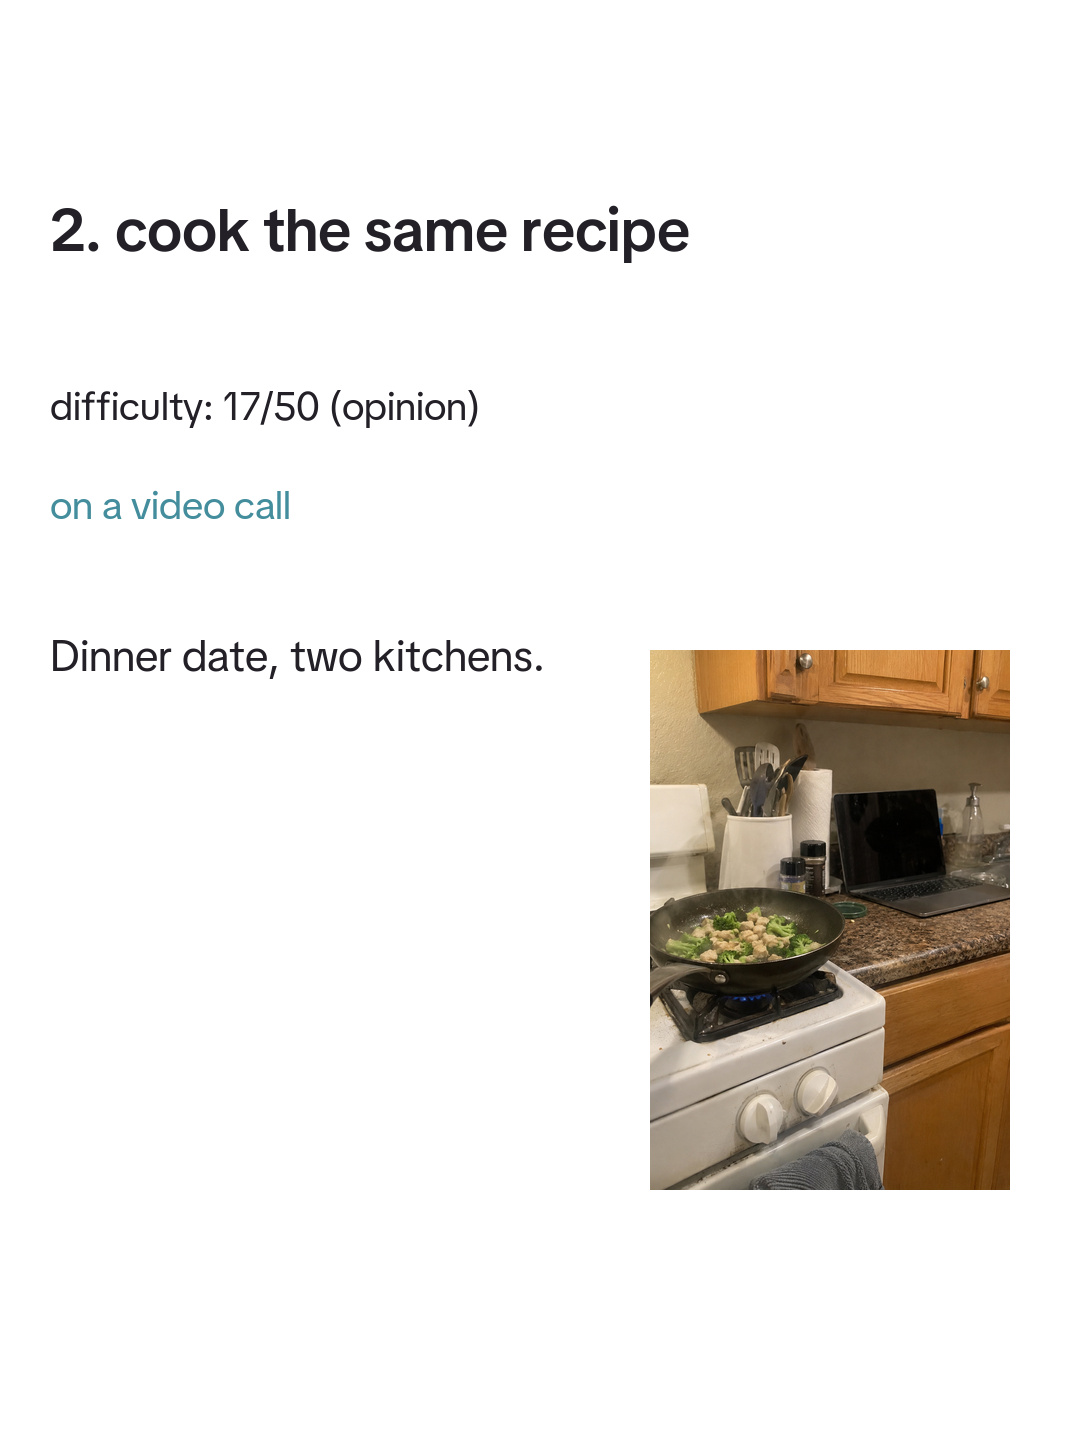 2. cook the same recipe
difficulty: 17/50 (opinion)
on a video call
Dinner date, two kitchens.